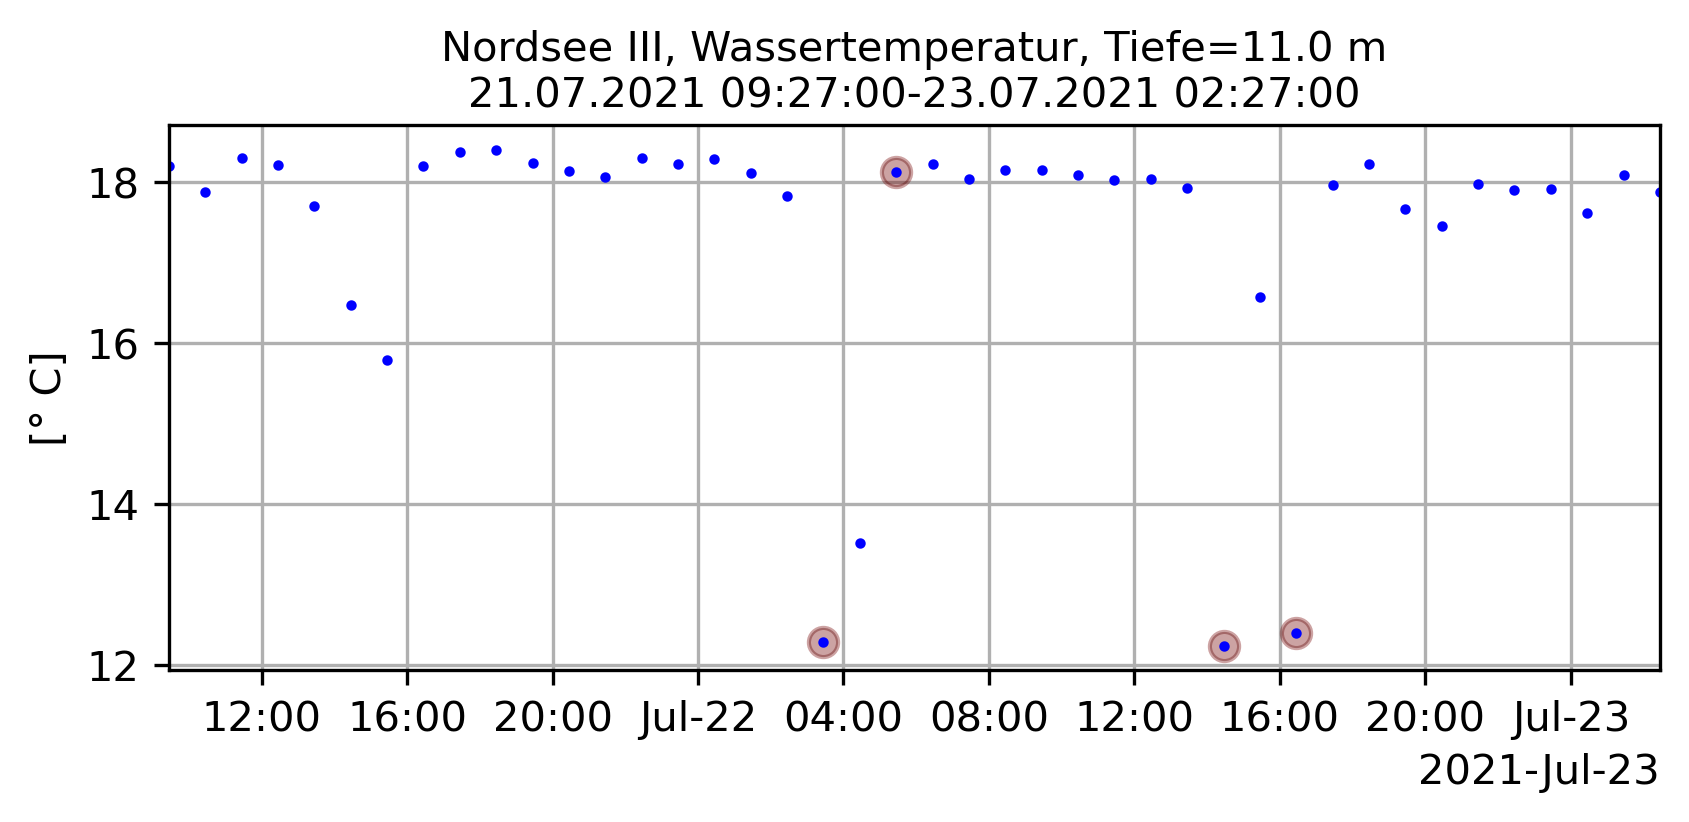 Nordsee III, Wassertemperatur, Tiefe=11.0 m
21.07.2021 09:27:00-23.07.2021 02:27:00
18
16
14
12
[° C]
12:00 16:00 20:00 Jul-22 04:00 08:00 12:00 16:00 20:00 Jul-23
2021-Jul-23